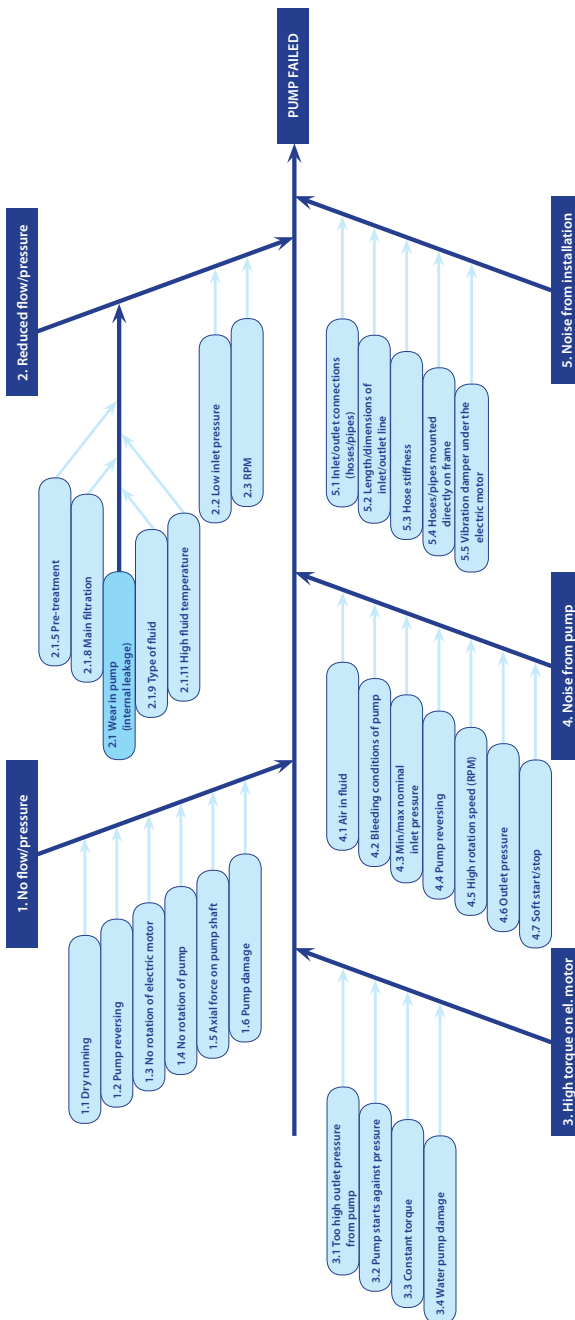 1. No flow/pressure
1.1 Dry running
1.2 Pump reversing
1.3 No rotation of electric motor
1.4 No rotation of pump
1.5 Axial force on pump shaft
1.6 Pump damage
2. Reduced flow/pressure
2.1.5 Pre-treatment
2.1.8 Main filtration
2.1 Wear in pump
(internal leakage)
2.1.9 Type of fluid
2.1.11 High fluid temperature
2.2 Low inlet pressure
2.3 RPM
PUMP FAILED
3.1 Too high outlet pressure
from pump
3.2 Pump starts against pressure
3.3 Constant torque
3.4 Water pump damage
3. High torque on el. motor
4.1 Air in fluid
4.2 Bleeding conditions of pump
4.3 Min/max nominal
inlet pressure
4.4 Pump reversing
4.5 High rotation speed (RPM)
4.6 Outlet pressure
4.7 Soft start/stop
4. Noise from pump
5.1 Inlet/outlet connections
(hoses/pipes)
5.2 Length/dimensions of
inlet/outlet line
5.3 Hose stiffness
5.4 Hoses/pipes mounted
directly on frame
5.5 Vibration damper under the
electric motor
5. Noise from installation